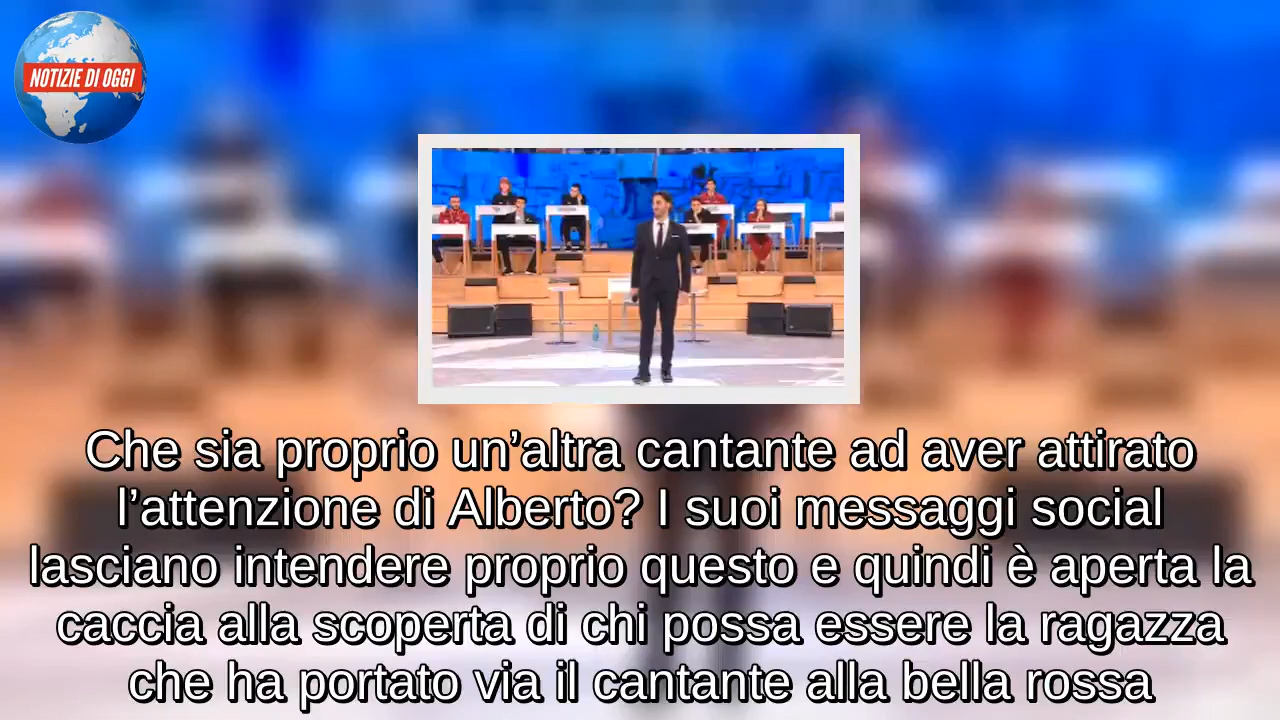 NOTIZIE DI OGGI
Che sia proprio un’altra cantante ad aver attirato
l’attenzione di Alberto? I suoi messaggi social
lasciano intendere proprio questo e quindi è aperta la
caccia alla scoperta di chi possa essere la ragazza
che ha portato via il cantante alla bella rossa